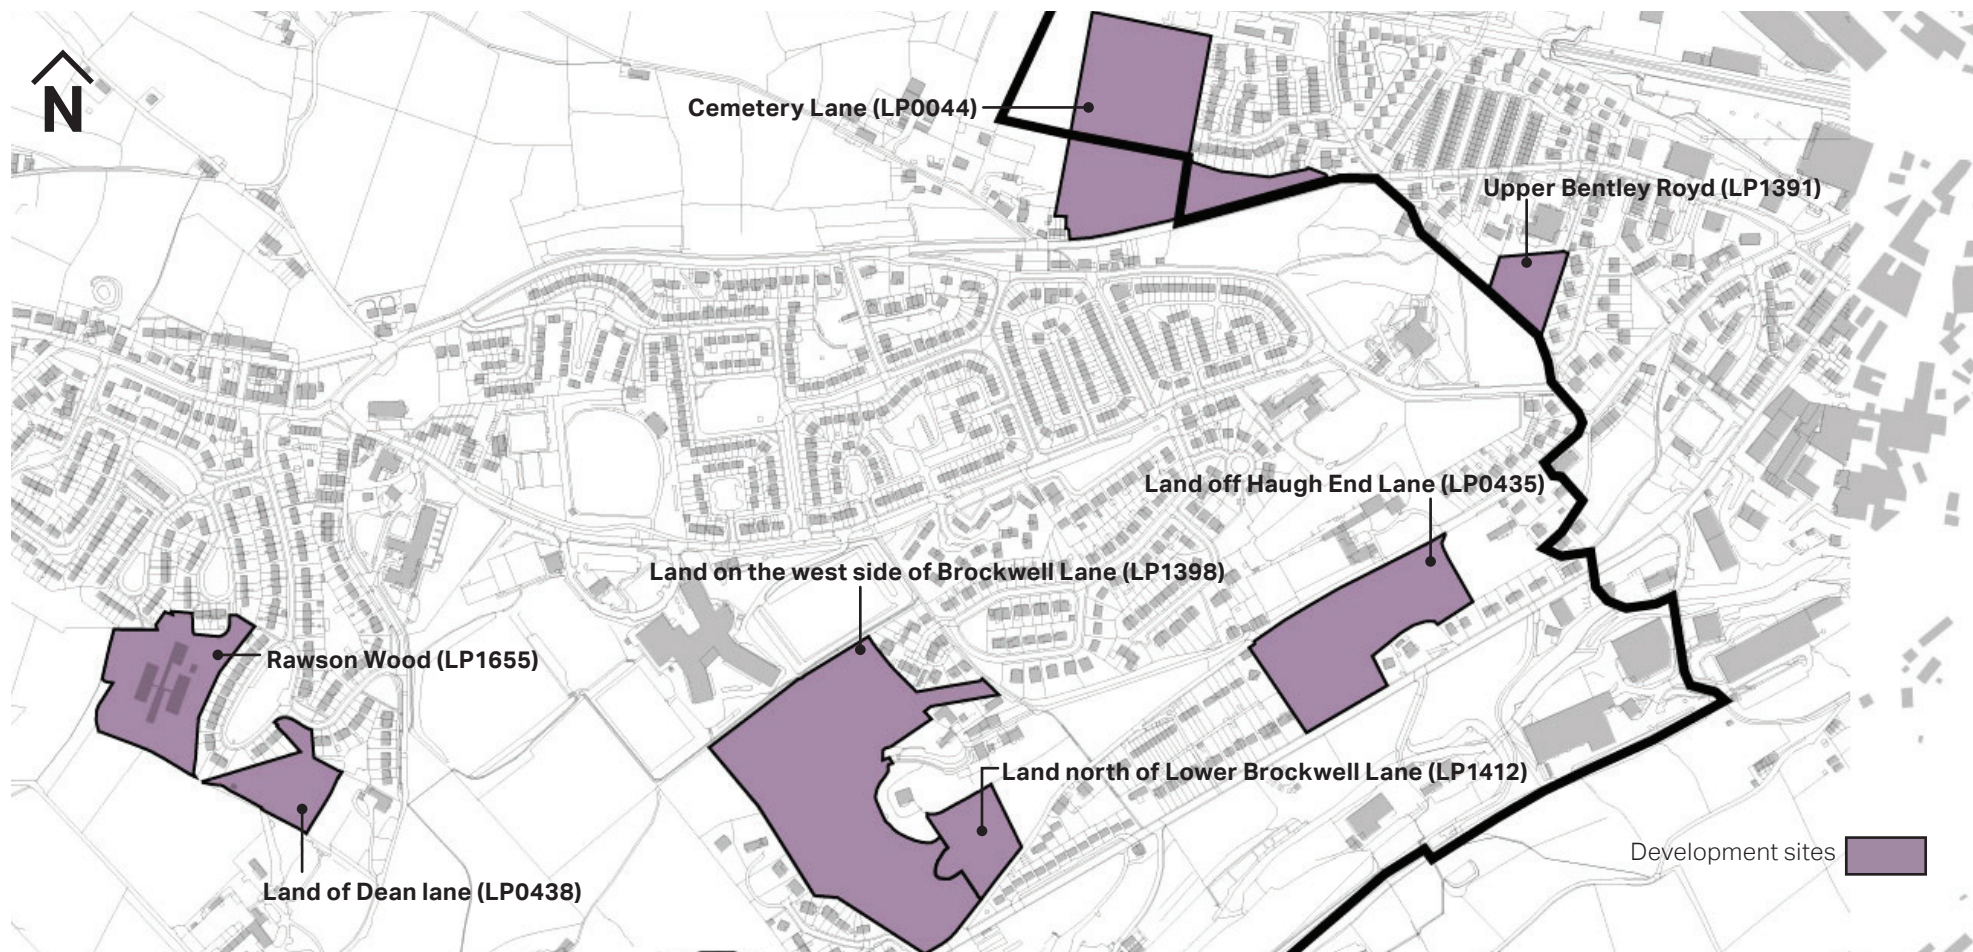 N
Cemetery Lane (LP0044)
Upper Bentley Royd (LP1391)
Land off Haugh End Lane (LP0435)
Land on the west side of Brockwell Lane (LP1398)
Rawson Wood (LP1655)
Land north of Lower Brockwell Lane (LP1412)
Development sites
Land of Dean lane (LP0438)